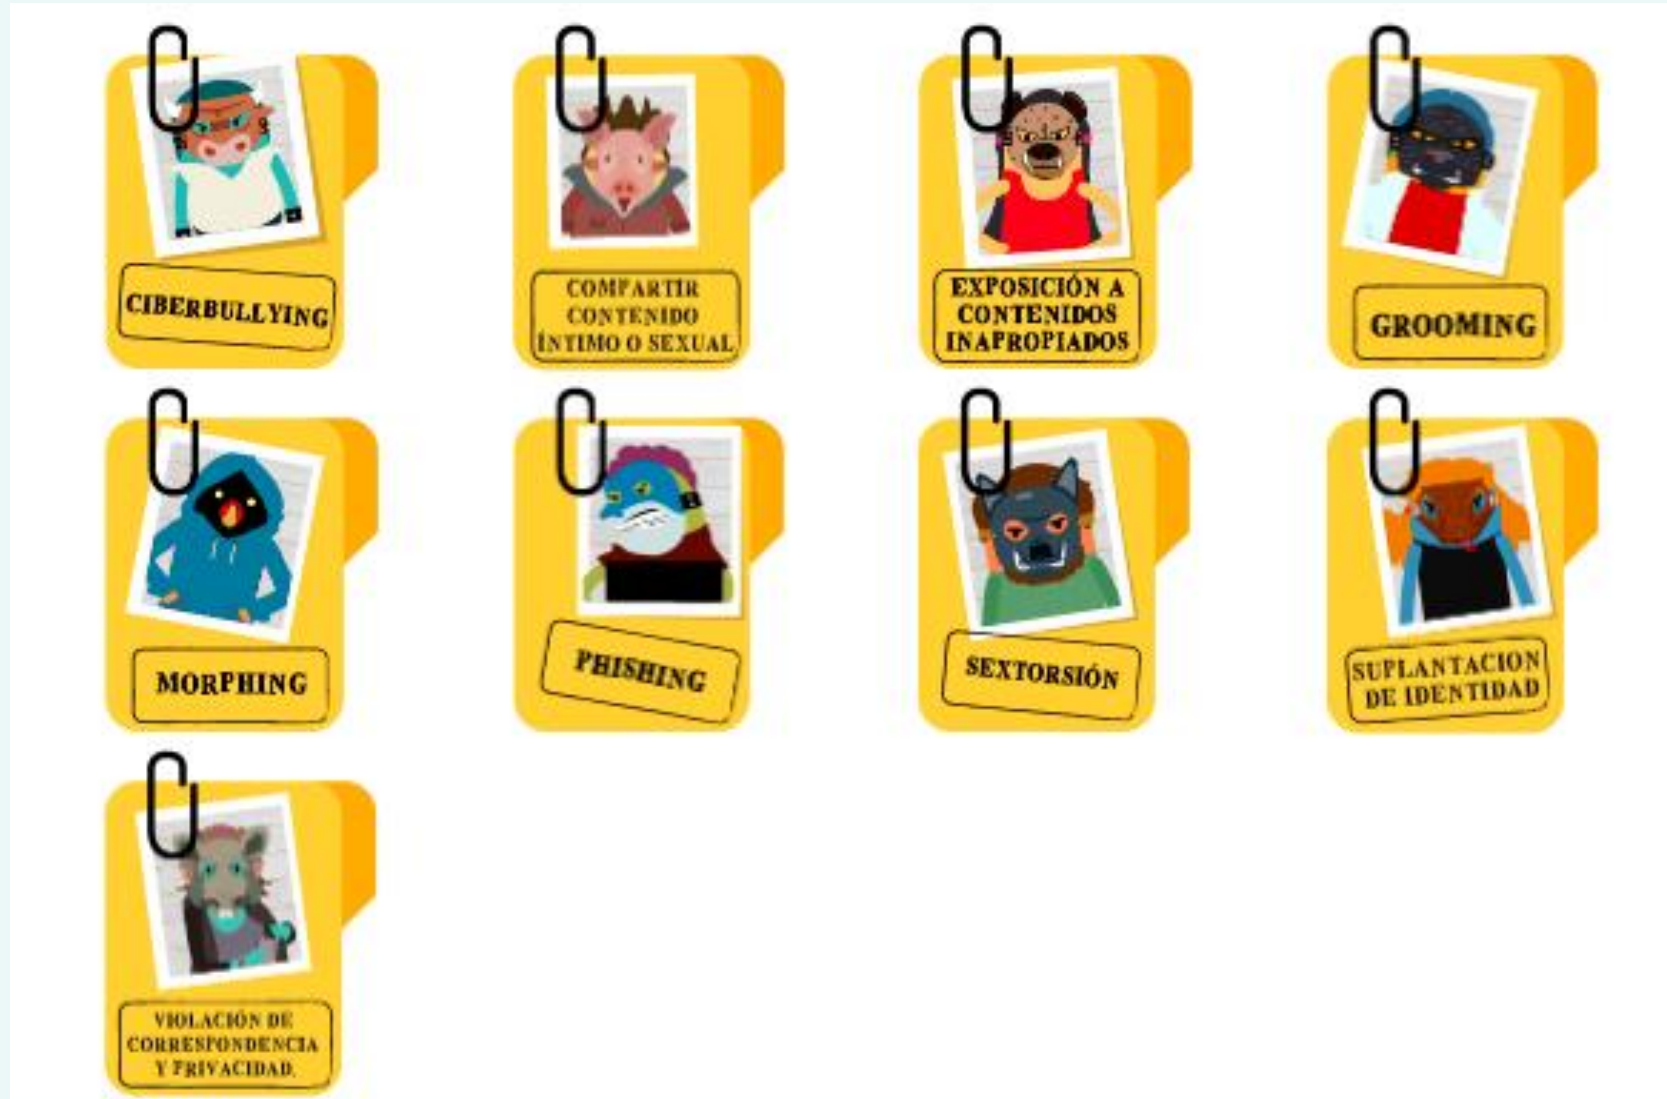 CIBERBULLYING
COMPARTIR
CONTENIDO
ÍNTIMO O SEXUAL
EXPOSICIÓN A
CONTENIDOS
INAPROPIADOS
GROOMING
MORPHING
PHISHING
SEXTORSIÓN
SUPLANTACION
DE IDENTIDAD
VIOLACIÓN DE
CORRESPONDENCIA
Y PRIVACIDAD.